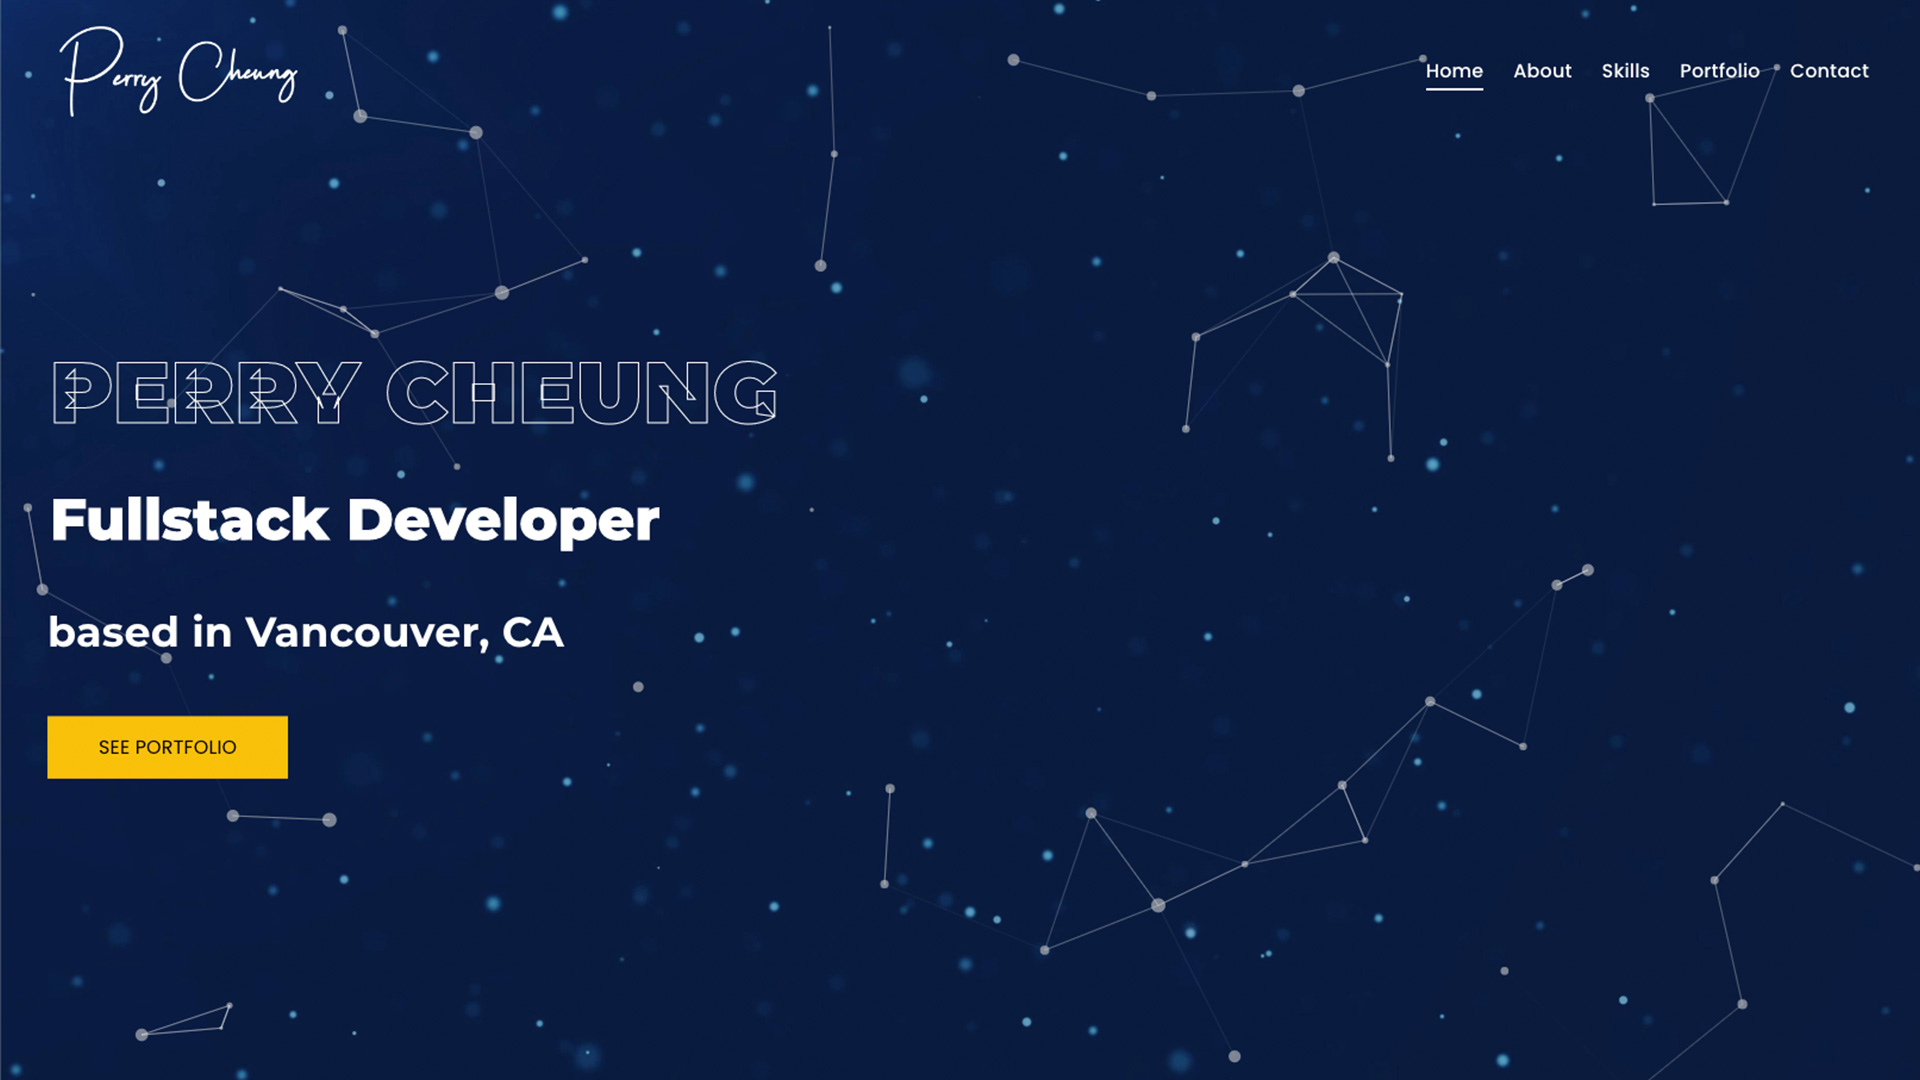 Perry Cheung
Home About Skills Portfolio Contact
PERRY CHEUNG
Fullstack Developer
based in Vancouver, CA
SEE PORTFOLIO